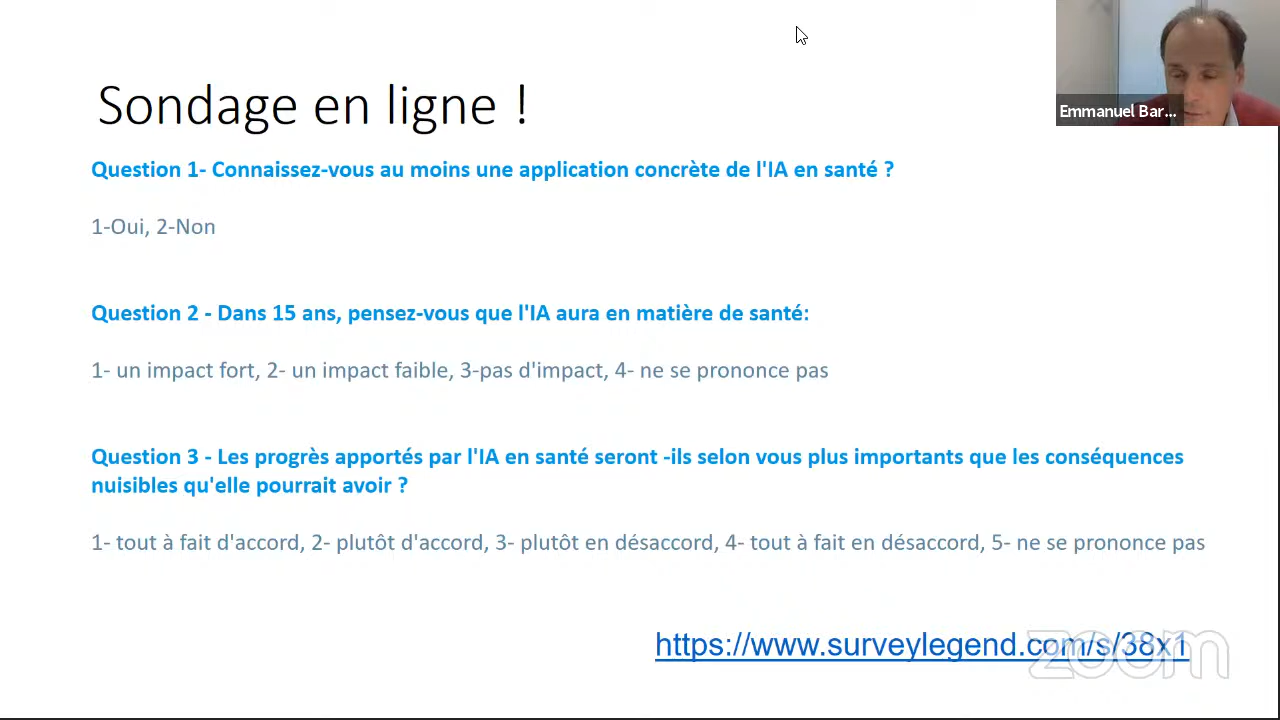 Sondage en ligne !
Emmanuel Bar...
Question 1- Connaissez-vous au moins une application concrète de l'IA en santé ?
1-Oui, 2-Non
Question 2 - Dans 15 ans, pensez-vous que l'IA aura en matière de santé:
1- un impact fort, 2- un impact faible, 3-pas d'impact, 4- ne se prononce pas
Question 3 - Les progrès apportés par l'IA en santé seront -ils selon vous plus importants que les conséquences
nuisibles qu'elle pourrait avoir ?
1- tout à fait d'accord, 2- plutôt d'accord, 3- plutôt en désaccord, 4- tout à fait en désaccord, 5- ne se prononce pas
https://www.surveylegend.com/s/38x1
zoom